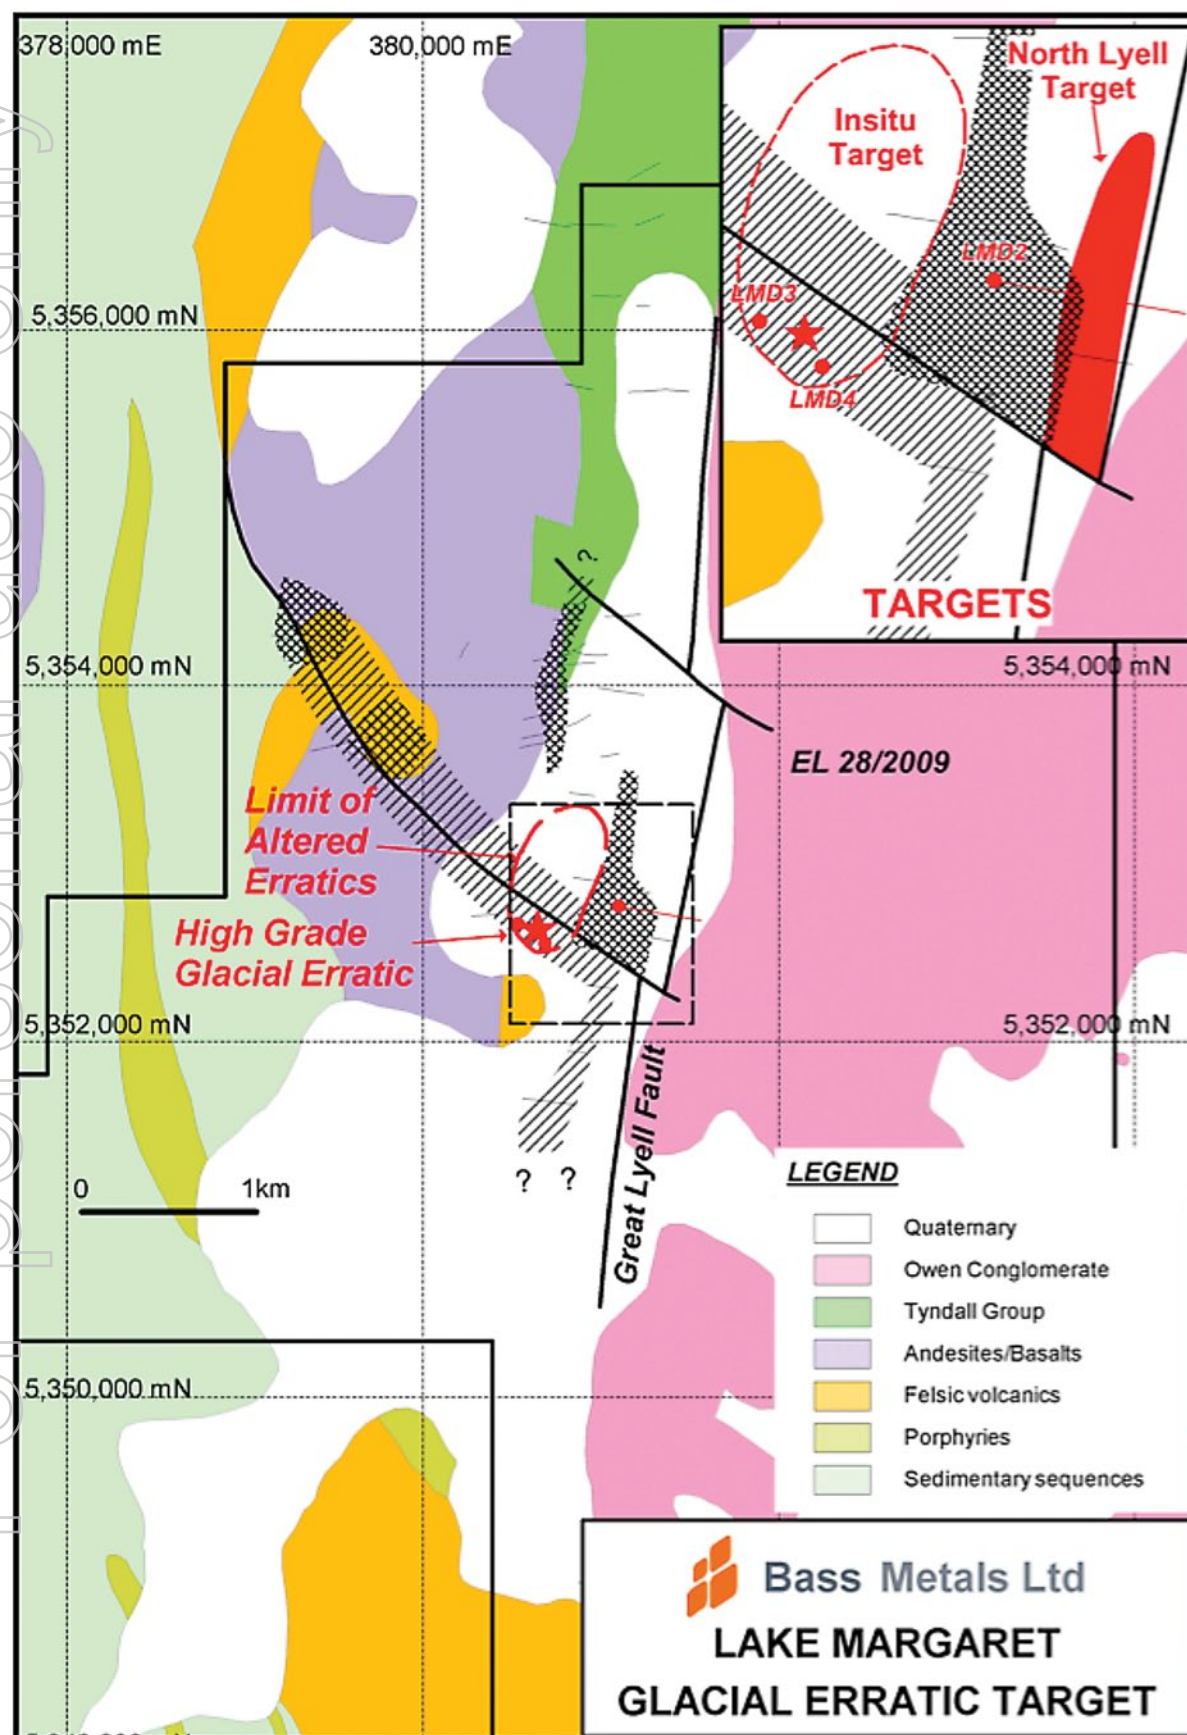 378,000 mE
380,000 mE
North Lyell
Target
Insitu
Target
LMD2
LMD3
LMD4
TARGETS
5,356,000 mN
?
5,354,000 mN
5,354,000 mN
EL 28/2009
Limit of
Altered
Erratics
High Grade
Glacial Erratic
5,352,000 mN
5,352,000 mN
? ?
Great Lyell Fault
0 1km
LEGEND
Quaternary
Owen Conglomerate
Tyndall Group
Andesites/Basalts
Felsic volcanics
Porphyries
Sedimentary sequences
5,350,000 mN
Bass Metals Ltd
LAKE MARGARET
GLACIAL ERRATIC TARGET